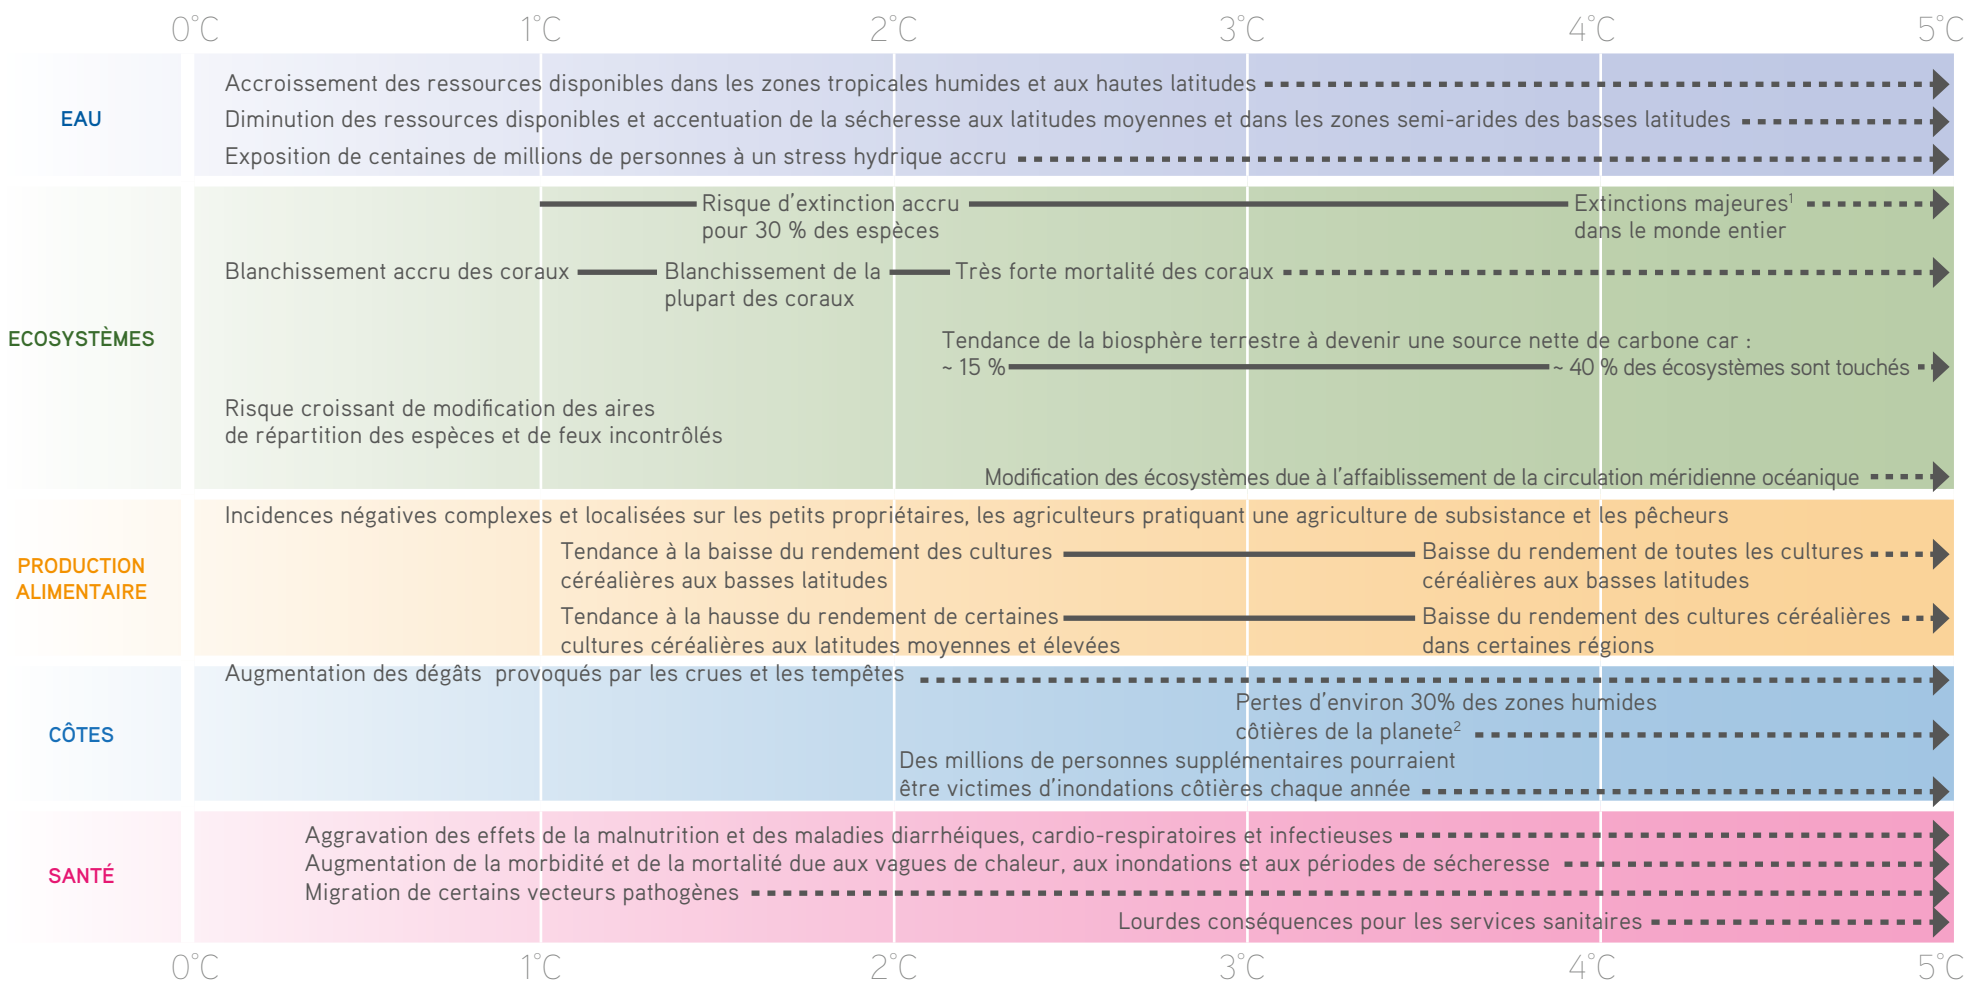 0°C 1°C 2°C 3°C 4°C 5°C
EAU
Accroissement des ressources disponibles dans les zones tropicales humides et aux hautes latitudes
Diminution des ressources disponibles et accentuation de la sécheresse aux latitudes moyennes et dans les zones semi-arides des basses latitudes
Exposition de centaines de millions de personnes à un stress hydrique accru
ECOSYSTÈMES
Risque d'extinction accru
pour 30 % des espèces
Extinctions majeures¹
dans le monde entier
Blanchissement accru des coraux
Blanchissement de la
plupart des coraux
Très forte mortalité des coraux
Tendance de la biosphère terrestre à devenir une source nette de carbone car :
~ 15 % ~ 40 % des écosystèmes sont touchés
Risque croissant de modification des aires
de répartition des espèces et de feux incontrôlés
Modification des écosystèmes due à l'affaiblissement de la circulation méridienne océanique
PRODUCTION
ALIMENTAIRE
Incidences négatives complexes et localisées sur les petits propriétaires, les agriculteurs pratiquant une agriculture de subsistance et les pêcheurs
Tendance à la baisse du rendement des cultures
céréalières aux basses latitudes
Baisse du rendement de toutes les cultures
céréalières aux basses latitudes
Tendance à la hausse du rendement de certaines
cultures céréalières aux latitudes moyennes et élevées
Baisse du rendement des cultures céréalières
dans certaines régions
CÔTES
Augmentation des dégâts provoqués par les crues et les tempêtes
Pertes d'environ 30% des zones humides
côtières de la planete²
Des millions de personnes supplémentaires pourraient
être victimes d'inondations côtières chaque année
SANTÉ
Aggravation des effets de la malnutrition et des maladies diarrhéiques, cardio-respiratoires et infectieuses
Augmentation de la morbidité et de la mortalité due aux vagues de chaleur, aux inondations et aux périodes de sécheresse
Migration de certains vecteurs pathogènes
Lourdes conséquences pour les services sanitaires
0°C 1°C 2°C 3°C 4°C 5°C